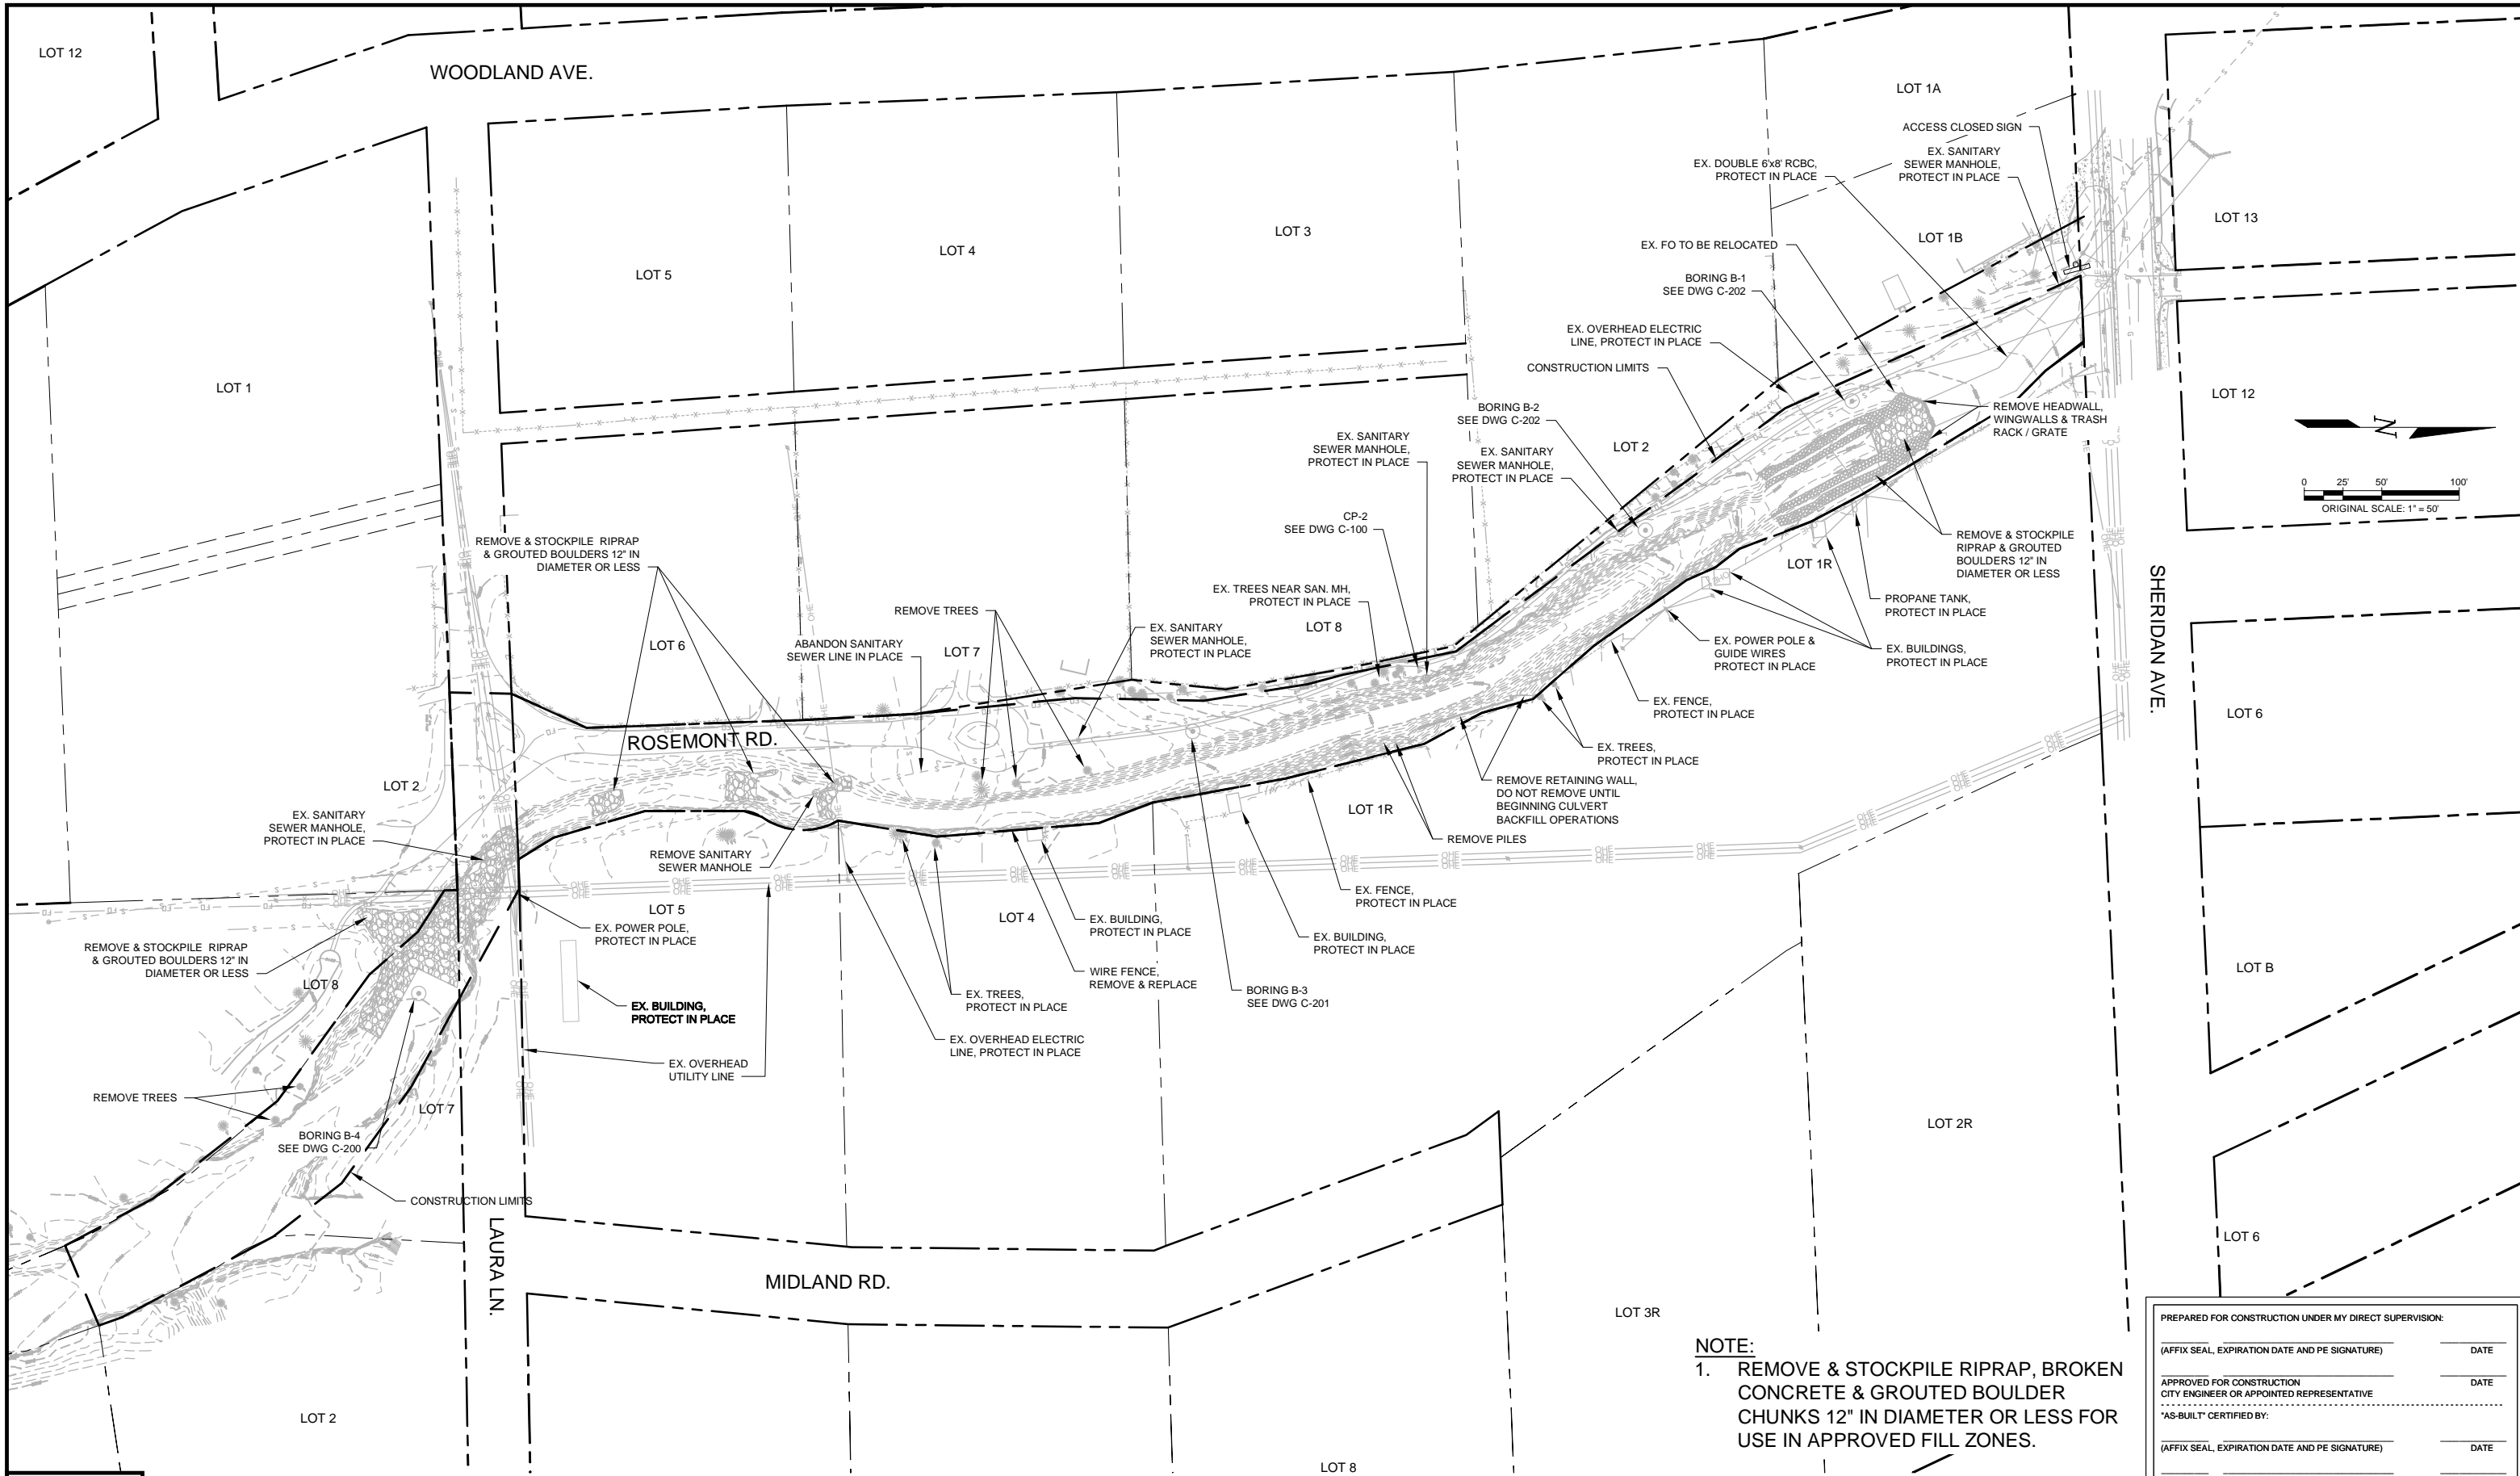 LOT 12
WOODLAND AVE.
LOT 1A
ACCESS CLOSED SIGN
EX. SANITARY
SEWER MANHOLE,
PROTECT IN PLACE
EX. DOUBLE 6'x8' RCBC,
PROTECT IN PLACE
LOT 13
LOT 3
LOT 4
LOT 5
LOT 1B
EX. FO TO BE RELOCATED
BORING B-1
SEE DWG C-202
EX. OVERHEAD ELECTRIC
LINE, PROTECT IN PLACE
CONSTRUCTION LIMITS
LOT 1
LOT 12
BORING B-2
SEE DWG C-202
REMOVE HEADWALL,
WINGWALLS & TRASH
RACK / GRATE
N
EX. SANITARY
SEWER MANHOLE,
PROTECT IN PLACE
EX. SANITARY
SEWER MANHOLE,
PROTECT IN PLACE
LOT 2
0 25' 50' 100'
ORIGINAL SCALE: 1" = 50'
CP-2
SEE DWG C-100
REMOVE & STOCKPILE RIPRAP
& GROUTED BOULDERS 12" IN
DIAMETER OR LESS
REMOVE & STOCKPILE
RIPRAP & GROUTED
BOULDERS 12" IN
DIAMETER OR LESS
LOT 1R
SHERIDAN AVE.
PROPANE TANK,
PROTECT IN PLACE
EX. TREES NEAR SAN. MH,
PROTECT IN PLACE
LOT 8
REMOVE TREES
EX. SANITARY
SEWER MANHOLE,
PROTECT IN PLACE
LOT 6
ABANDON SANITARY
SEWER LINE IN PLACE
LOT 7
EX. POWER POLE &
GUIDE WIRES
PROTECT IN PLACE
EX. BUILDINGS,
PROTECT IN PLACE
EX. FENCE,
PROTECT IN PLACE
LOT 6
ROSEMONT RD.
EX. TREES,
PROTECT IN PLACE
LOT 2
REMOVE RETAINING WALL,
DO NOT REMOVE UNTIL
BEGINNING CULVERT
BACKFILL OPERATIONS
LOT 1R
REMOVE PILES
EX. SANITARY
SEWER MANHOLE,
PROTECT IN PLACE
REMOVE SANITARY
SEWER MANHOLE
OHE
EX. FENCE,
PROTECT IN PLACE
LOT 5
EX. POWER POLE,
PROTECT IN PLACE
LOT 4
EX. BUILDING,
PROTECT IN PLACE
EX. BUILDING,
PROTECT IN PLACE
REMOVE & STOCKPILE RIPRAP
& GROUTED BOULDERS 12" IN
DIAMETER OR LESS
LOT B
WIRE FENCE,
REMOVE & REPLACE
LOT 8
EX. TREES,
PROTECT IN PLACE
BORING B-3
SEE DWG C-201
EX. BUILDING,
PROTECT IN PLACE
EX. OVERHEAD ELECTRIC
LINE, PROTECT IN PLACE
EX. OVERHEAD
UTILITY LINE
REMOVE TREES
LOT 7
LOT 2R
BORING B-4
SEE DWG C-200
CONSTRUCTION LIMITS
LAURA LN.
LOT 6
MIDLAND RD.
LOT 3R
LOT 2
LOT 8
NOTE:
1. REMOVE & STOCKPILE RIPRAP, BROKEN
CONCRETE & GROUTED BOULDER
CHUNKS 12" IN DIAMETER OR LESS FOR
USE IN APPROVED FILL ZONES.
PREPARED FOR CONSTRUCTION UNDER MY DIRECT SUPERVISION:
(AFFIX SEAL, EXPIRATION DATE AND PE SIGNATURE) DATE
APPROVED FOR CONSTRUCTION DATE
CITY ENGINEER OR APPOINTED REPRESENTATIVE
"AS-BUILT" CERTIFIED BY:
(AFFIX SEAL, EXPIRATION DATE AND PE SIGNATURE) DATE